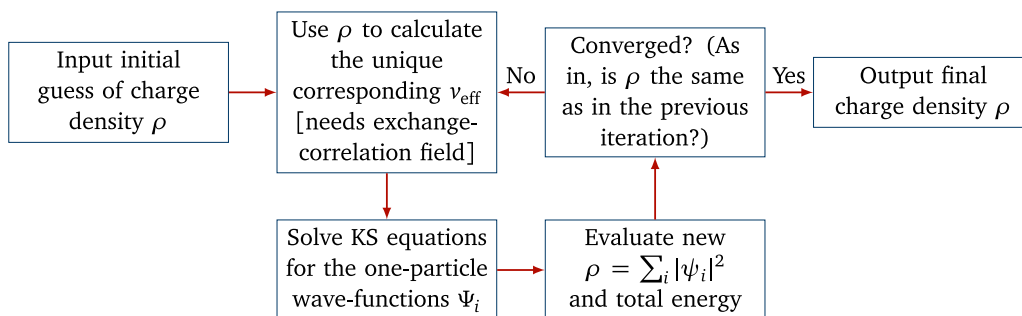 Input initial
guess of charge
density ρ
Use ρ to calculate
the unique
corresponding v_eff
[needs exchange-
correlation field]
No
Converged? (As
in, is ρ the same
as in the previous
iteration?)
Yes
Output final
charge density ρ
Solve KS equations
for the one-particle
wave-functions Ψ_i
Evaluate new
ρ = ∑_i |ψ_i|²
and total energy